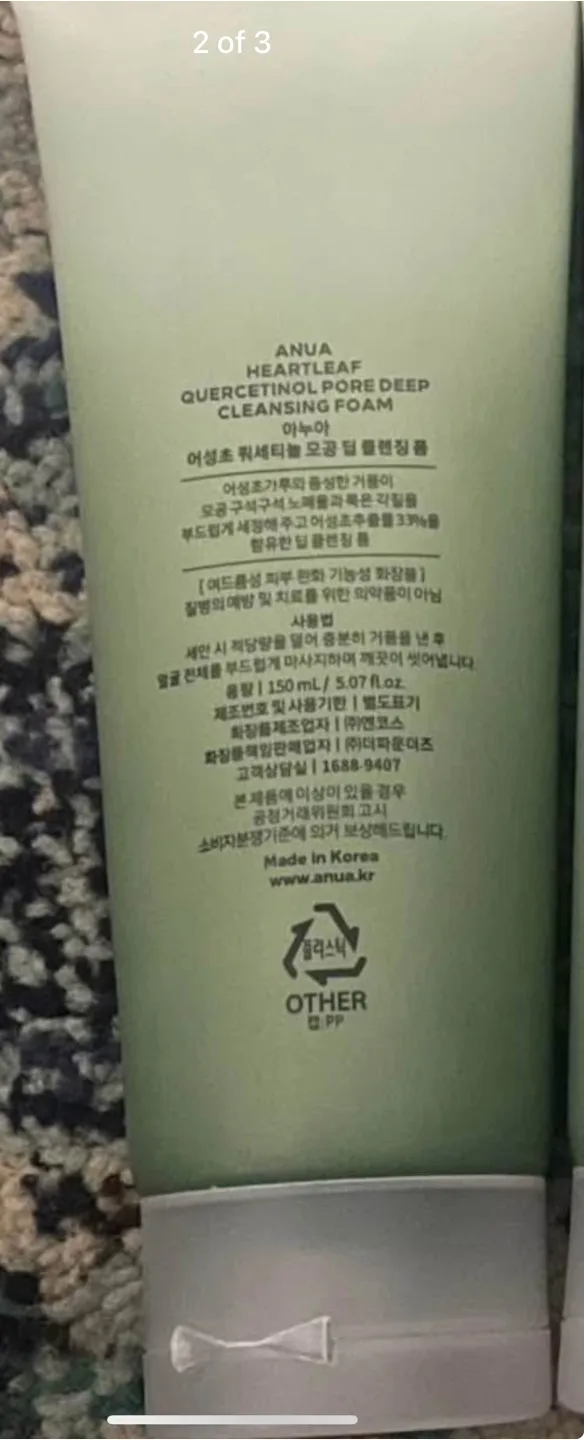 2 of 3
ANUA
HEARTLEAF
QUERCETINOL PORE DEEP
CLEANSING FOAM
아누아
어성초 쿼세티놀 모공 딥 클렌징 폼
어성초가루와 풍성한 거품이
모공 구석구석 노폐물과 묵은 각질을
부드럽게 세정해 주고 어성초추출물 33%을
함유한 딥 클렌징 폼
[ 여드름성 피부 완화 기능성 화장품 ]
질병의 예방 및 치료를 위한 의약품이 아님
사용법
세안 시 적당량을 덜어 충분히 거품을 낸 후
얼굴 전체를 부드럽게 마사지하며 깨끗이 씻어냅니다.
용량 | 150 mL / 5.07 fl.oz.
제조번호 및 사용기한 | 별도표기
화장품제조업자 | ㈜엔코스
화장품책임판매업자 | ㈜더파운더즈
고객상담실 | 1688-9407
본 제품에 이상이 있을 경우
공정거래위원회 고시
소비자분쟁기준에 의거 보상해드립니다.
Made in Korea
www.anua.kr
플라스틱
OTHER
캡: PP